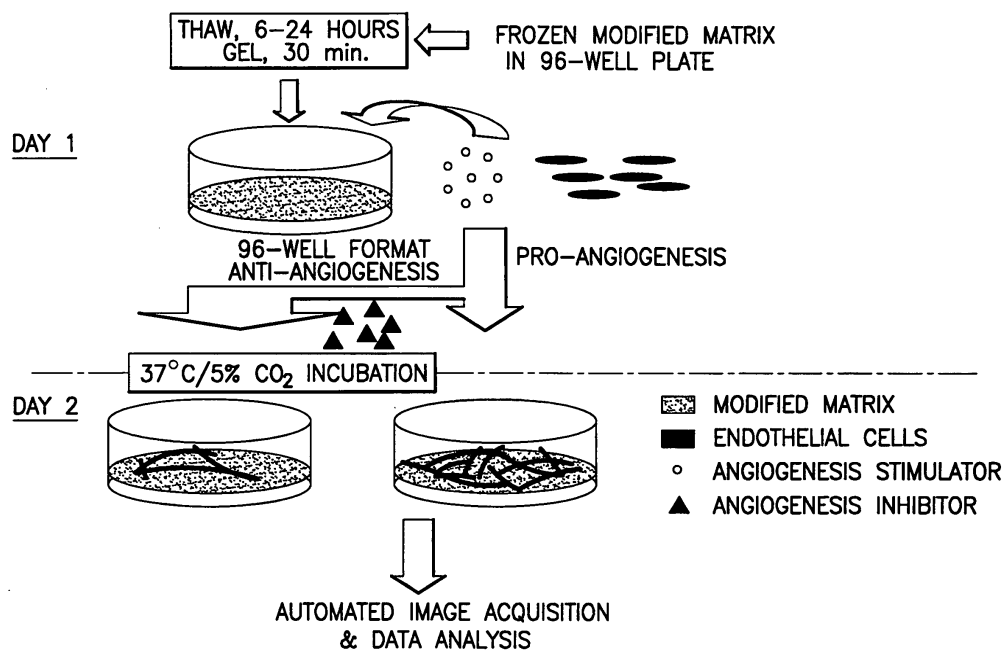 THAW, 6–24 HOURS
GEL, 30 min.
FROZEN MODIFIED MATRIX
IN 96–WELL PLATE
DAY 1
96–WELL FORMAT
ANTI–ANGIOGENESIS
PRO–ANGIOGENESIS
37°C/5% CO₂ INCUBATION
DAY 2
MODIFIED MATRIX
ENDOTHELIAL CELLS
ANGIOGENESIS STIMULATOR
ANGIOGENESIS INHIBITOR
AUTOMATED IMAGE ACQUISITION
& DATA ANALYSIS